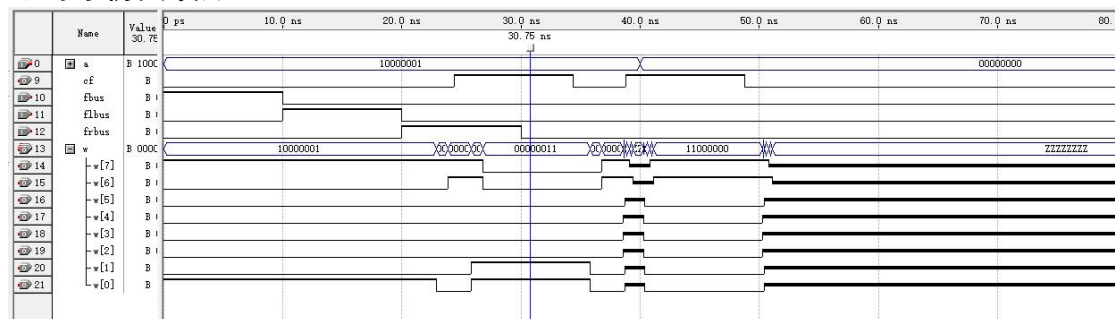 0 ps 10.0 ns 20.0 ns 30.0 ns 40.0 ns 50.0 ns 60.0 ns 70.0 ns 80.
Name Value 30.75 30.75 ns
0 a B 1000 10000001 00000000
9 cf B
10 fbus B
11 flbus B
12 frbus B
13 w B 0000 10000001 00000011 11000000 ZZZZZZZZ
14 w[7] B
15 w[6] B
16 w[5] B
17 w[4] B
18 w[3] B
19 w[2] B
20 w[1] B
21 w[0] B